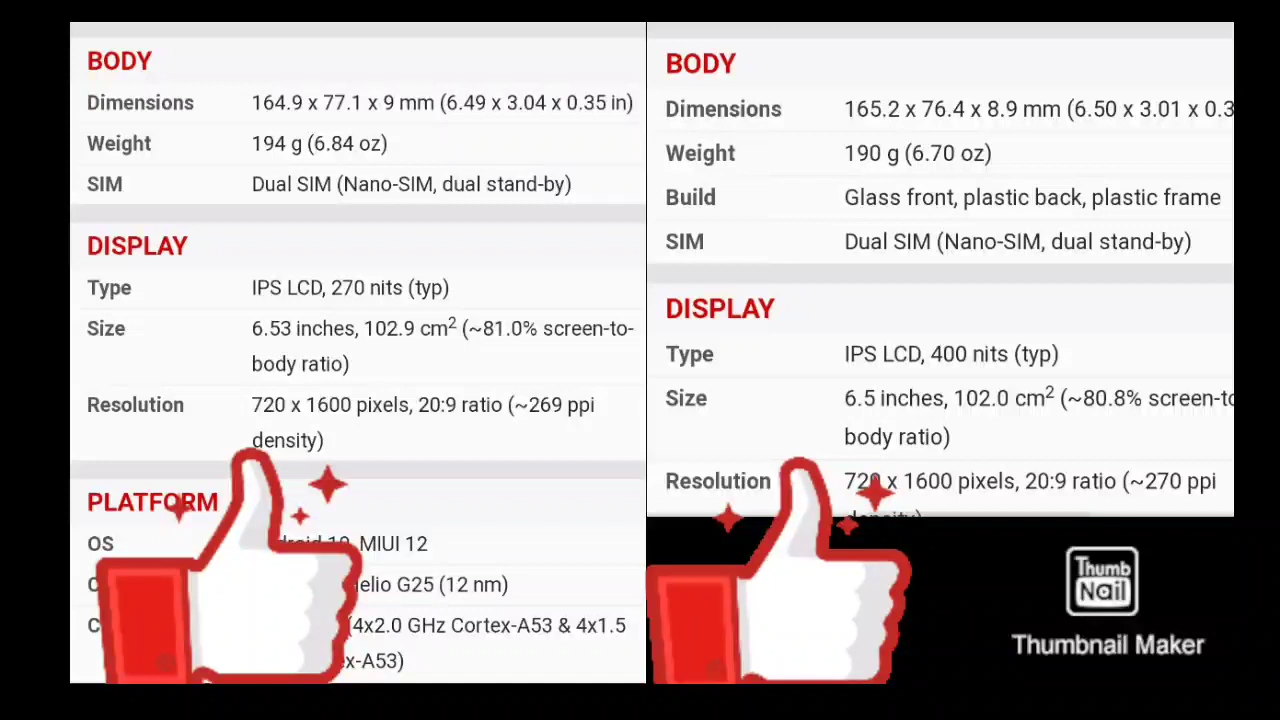 BODY
Dimensions 164.9 x 77.1 x 9 mm (6.49 x 3.04 x 0.35 in)
Weight 194 g (6.84 oz)
SIM Dual SIM (Nano-SIM, dual stand-by)
DISPLAY
Type IPS LCD, 270 nits (typ)
Size 6.53 inches, 102.9 cm² (~81.0% screen-to-
body ratio)
Resolution 720 x 1600 pixels, 20:9 ratio (~269 ppi
density)
PLATFORM
OS MIUI 12
G25 (12 nm)
(4x2.0 GHz Cortex-A53 & 4x1.5
BODY
Dimensions 165.2 x 76.4 x 8.9 mm (6.50 x 3.01 x 0.3
Weight 190 g (6.70 oz)
Build Glass front, plastic back, plastic frame
SIM Dual SIM (Nano-SIM, dual stand-by)
DISPLAY
Type IPS LCD, 400 nits (typ)
Size 6.5 inches, 102.0 cm² (~80.8% screen-to
body ratio)
Resolution 720 x 1600 pixels, 20:9 ratio (~270 ppi
Thumb
Nail
Thumbnail Maker